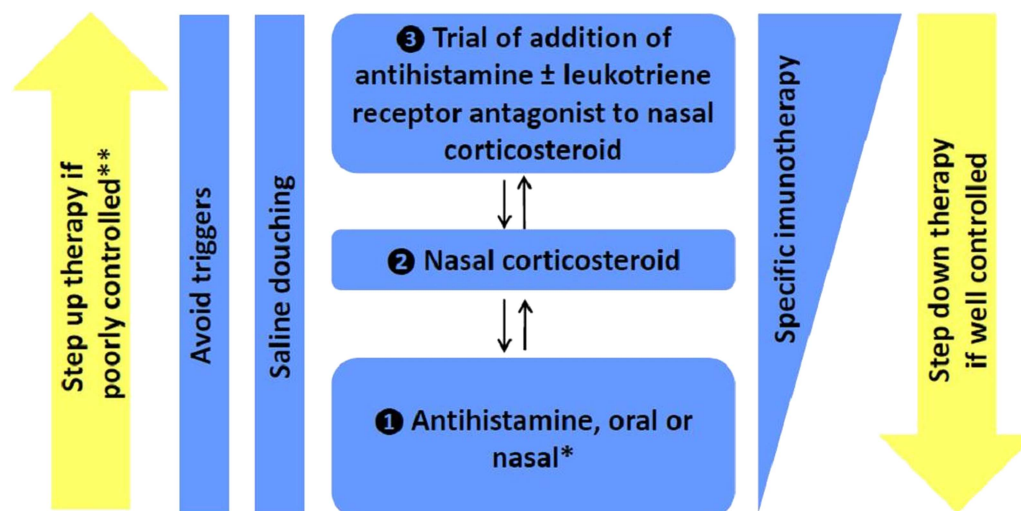 Step up therapy if
poorly controlled**
Avoid triggers
Saline douching
❸ Trial of addition of
antihistamine ± leukotriene
receptor antagonist to nasal
corticosteroid
❷ Nasal corticosteroid
❶ Antihistamine, oral or
nasal*
Specific imunotherapy
Step down therapy
if well controlled